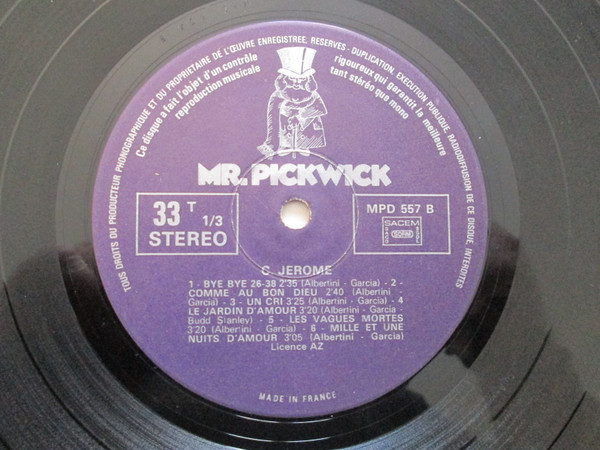 TOUS DROITS DU PRODUCTEUR PHONOGRAPHIQUE ET DU PROPRIETAIRE DE L'ŒUVRE ENREGISTREE, RESERVES - DUPLICATION, EXECUTION PUBLIQUE, RADIODIFFUSION DE CE DISQUE, INTERDITES
Ce disque a fait l'objet d'un contrôle
rigoureux qui garantit la meilleure
reproduction musicale
tant stéréo que mono
MR. PICKWICK
33 T 1/3
STEREO
MPD 557 B
SACEM
SDRM
C JEROME
1 - BYE BYE 26-38 2'35 (Albertini - Garcia) - 2 -
COMME AU BON DIEU 2'40 (Albertini -
Garcia) - 3 - UN CRI 3'25 (Albertini - Garcia) - 4
LE JARDIN D'AMOUR 3'20 (Albertini - Garcia -
Budd Stanley) - 5 - LES VAGUES MORTES
3'20 (Albertini - Garcia) - 6 - MILLE ET UNE
NUITS D'AMOUR 3'05 (Albertini - Garcia)
Licence AZ
MADE IN FRANCE